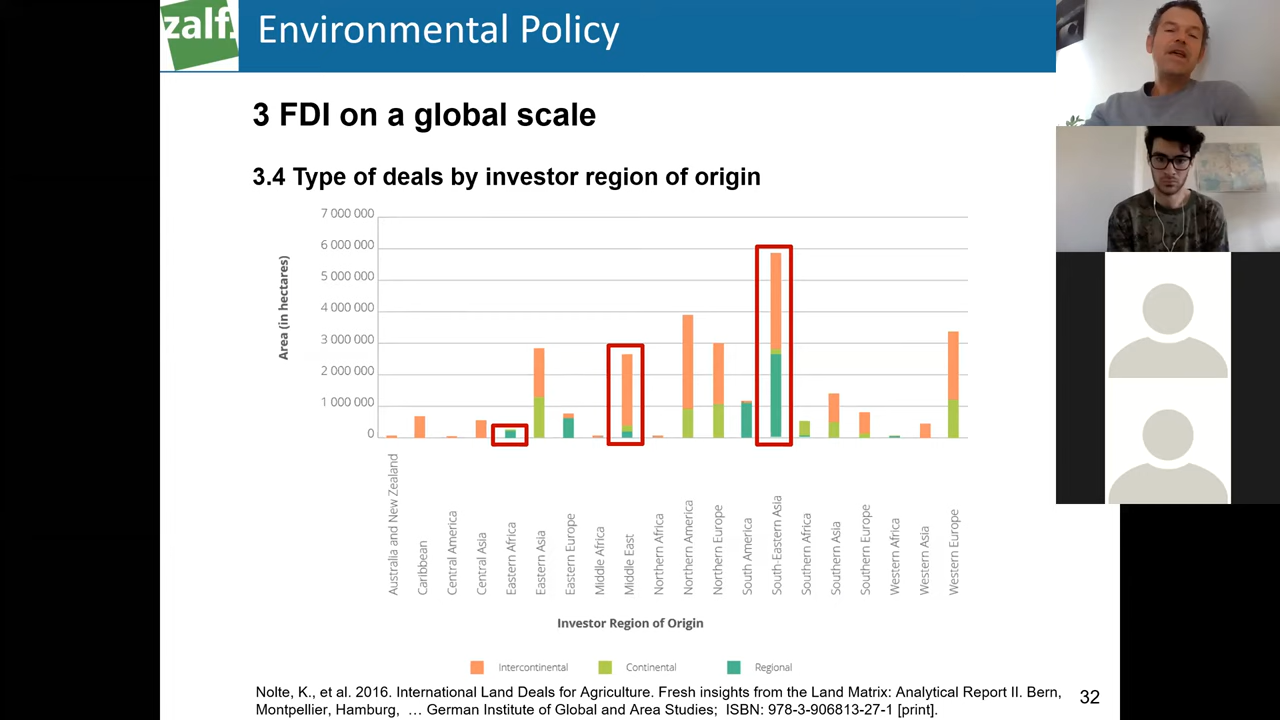 zalf.
Environmental Policy
3 FDI on a global scale
3.4 Type of deals by investor region of origin
Area (in hectares)
7 000 000
6 000 000
5 000 000
4 000 000
3 000 000
2 000 000
1 000 000
0
Australia and New Zealand
Caribbean
Central America
Central Asia
Eastern Africa
Eastern Asia
Eastern Europe
Middle Africa
Middle East
Northern Africa
Northern America
Northern Europe
South America
South-Eastern Asia
Southern Africa
Southern Asia
Southern Europe
Western Africa
Western Asia
Western Europe
Investor Region of Origin
Intercontinental
Continental
Regional
Nolte, K., et al. 2016. International Land Deals for Agriculture. Fresh insights from the Land Matrix: Analytical Report II. Bern,
Montpellier, Hamburg, … German Institute of Global and Area Studies; ISBN: 978-3-906813-27-1 [print].
32